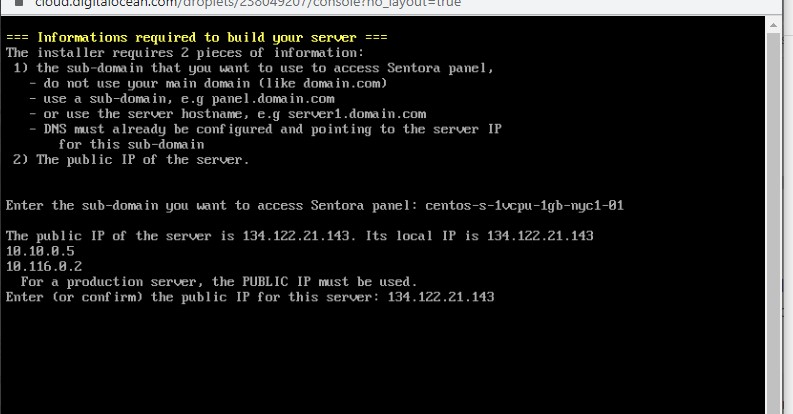 cloud.digitalocean.com/droplets/238049207/console?no_layout=true
=== Informations required to build your server ===
The installer requires 2 pieces of information:
1) the sub-domain that you want to use to access Sentora panel,
- do not use your main domain (like domain.com)
- use a sub-domain, e.g panel.domain.com
- or use the server hostname, e.g server1.domain.com
- DNS must already be configured and pointing to the server IP
for this sub-domain
2) The public IP of the server.
Enter the sub-domain you want to access Sentora panel: centos-s-1vcpu-1gb-nyc1-01
The public IP of the server is 134.122.21.143. Its local IP is 134.122.21.143
10.10.0.5
10.116.0.2
For a production server, the PUBLIC IP must be used.
Enter (or confirm) the public IP for this server: 134.122.21.143